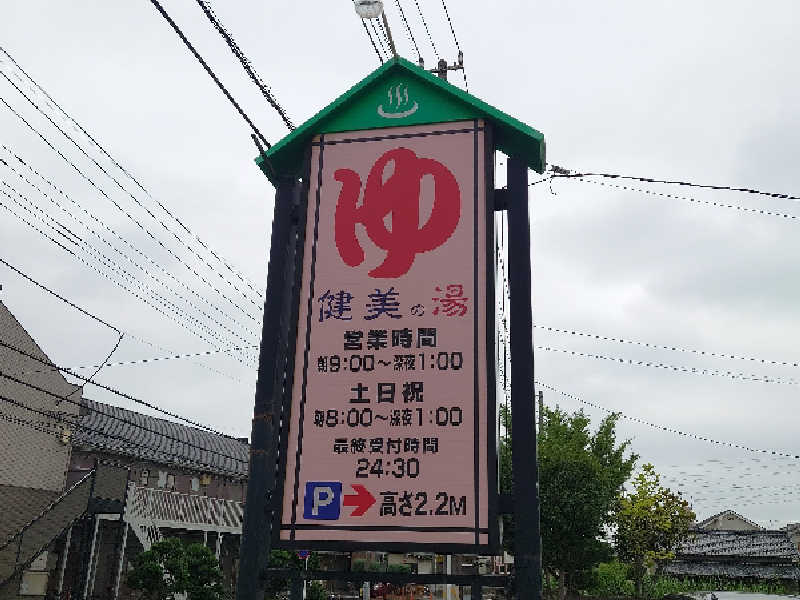 ゆ
健美の湯
営業時間
朝9:00～深夜1:00
土日祝
朝8:00～深夜1:00
最終受付時間
24:30
P→高さ2.2M